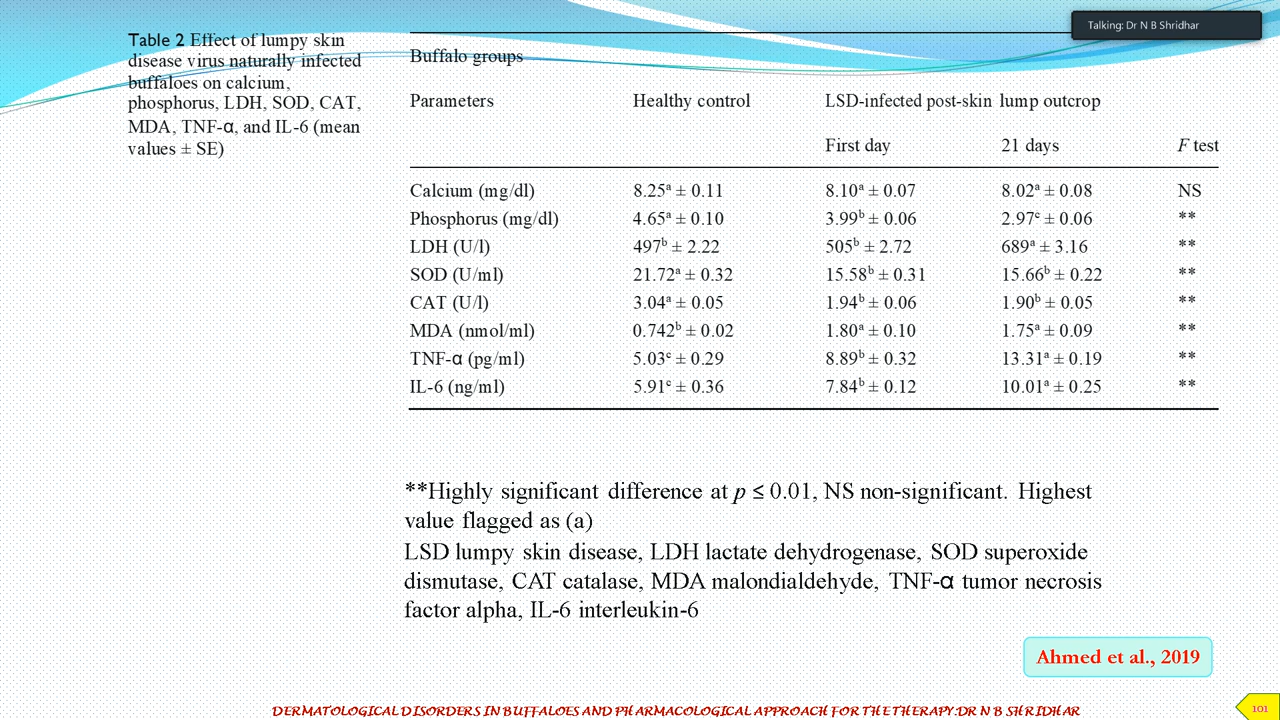 Talking: Dr N B Shridhar
Table 2 Effect of lumpy skin
disease virus naturally infected
buffaloes on calcium,
phosphorus, LDH, SOD, CAT,
MDA, TNF-α, and IL-6 (mean
values ± SE)
Buffalo groups
Parameters Healthy control LSD-infected post-skin lump outcrop
First day 21 days F test
Calcium (mg/dl) 8.25ᵃ ± 0.11 8.10ᵃ ± 0.07 8.02ᵃ ± 0.08 NS
Phosphorus (mg/dl) 4.65ᵃ ± 0.10 3.99ᵇ ± 0.06 2.97ᶜ ± 0.06 **
LDH (U/l) 497ᵇ ± 2.22 505ᵇ ± 2.72 689ᵃ ± 3.16 **
SOD (U/ml) 21.72ᵃ ± 0.32 15.58ᵇ ± 0.31 15.66ᵇ ± 0.22 **
CAT (U/l) 3.04ᵃ ± 0.05 1.94ᵇ ± 0.06 1.90ᵇ ± 0.05 **
MDA (nmol/ml) 0.742ᵇ ± 0.02 1.80ᵃ ± 0.10 1.75ᵃ ± 0.09 **
TNF-α (pg/ml) 5.03ᶜ ± 0.29 8.89ᵇ ± 0.32 13.31ᵃ ± 0.19 **
IL-6 (ng/ml) 5.91ᶜ ± 0.36 7.84ᵇ ± 0.12 10.01ᵃ ± 0.25 **
**Highly significant difference at p ≤ 0.01, NS non-significant. Highest
value flagged as (a)
LSD lumpy skin disease, LDH lactate dehydrogenase, SOD superoxide
dismutase, CAT catalase, MDA malondialdehyde, TNF-α tumor necrosis
factor alpha, IL-6 interleukin-6
Ahmed et al., 2019
DERMATOLOGICAL DISORDERS IN BUFFALOES AND PHARMACOLOGICAL APPROACH FOR THE THERAPY:DR N B SHRIDHAR
101